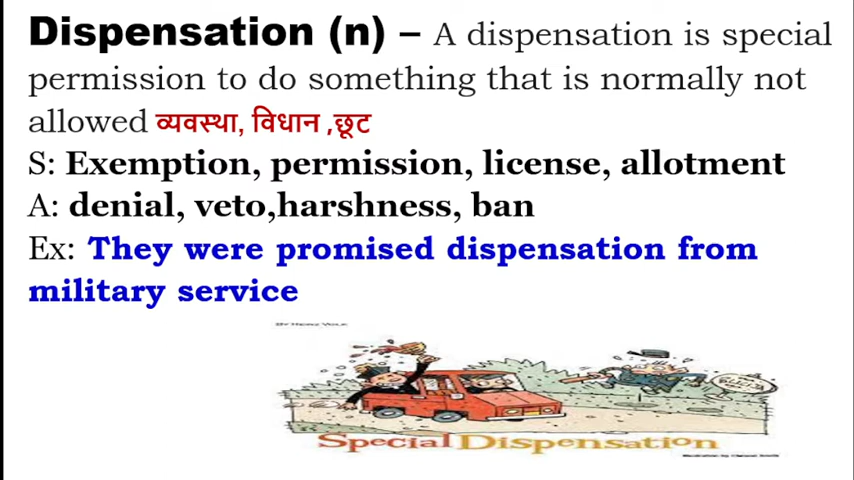 Dispensation (n) – A dispensation is special
permission to do something that is normally not
allowed व्यवस्था, विधान ,छूट
S: Exemption, permission, license, allotment
A: denial, veto,harshness, ban
Ex: They were promised dispensation from
military service
Special Dispensation